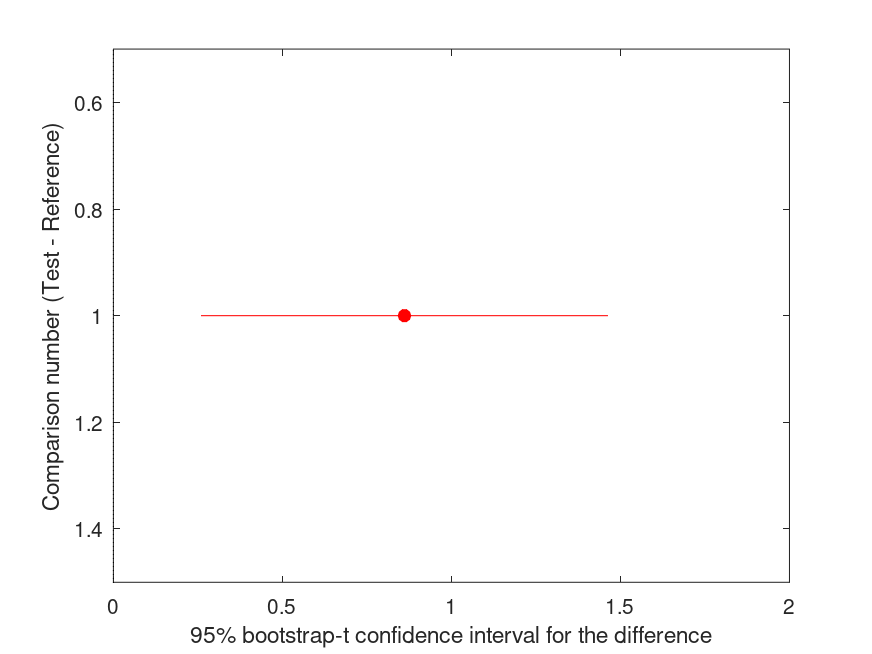 Comparison number (Test - Reference)
0.6
0.8
1
1.2
1.4
0 0.5 1 1.5 2
95% bootstrap-t confidence interval for the difference